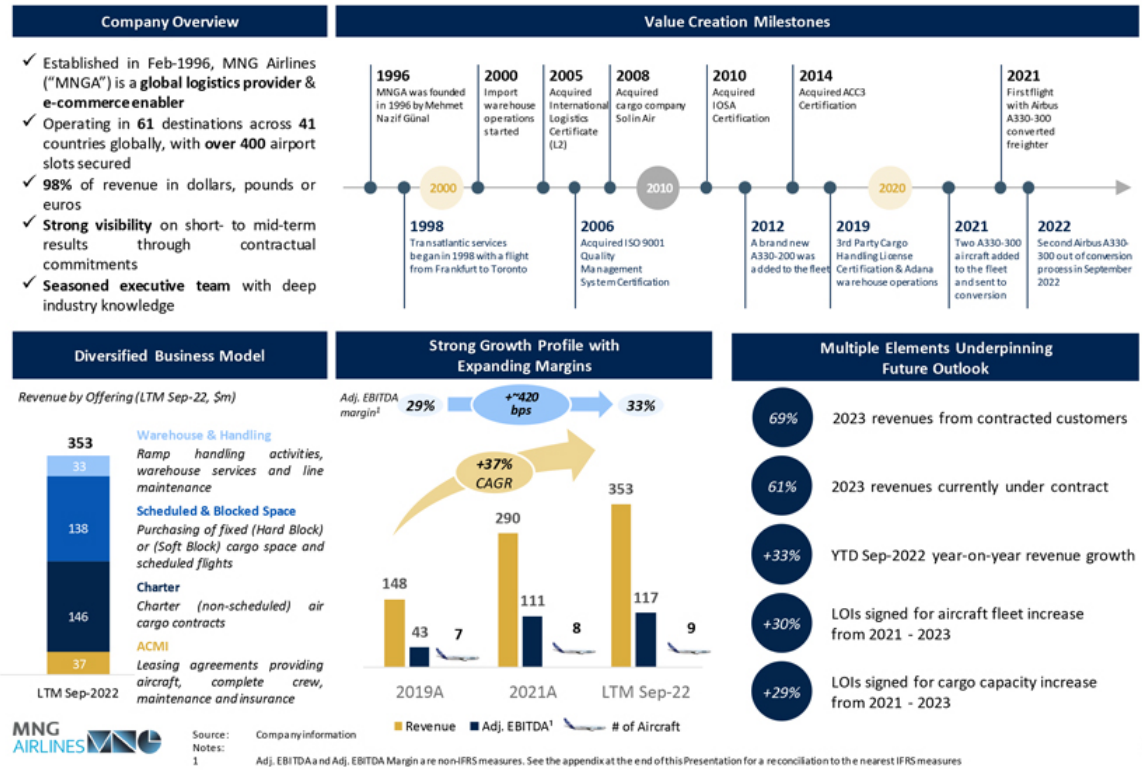 Company Overview
✓ Established in Feb-1996, MNG Airlines
("MNGA") is a global logistics provider &
e-commerce enabler
✓ Operating in 61 destinations across 41
countries globally, with over 400 airport
slots secured
✓ 98% of revenue in dollars, pounds or
euros
✓ Strong visibility on short- to mid-term
results through contractual
commitments
✓ Seasoned executive team with deep
industry knowledge
Value Creation Milestones
1996
MNGA was founded
in 1996 by Mehmet
Nazif Günal
2000
Import
warehouse
operations
started
2005
Acquired
International
Logistics
Certificate
(L2)
2008
Acquired
cargo company
Solin Air
2010
Acquired
IOSA
Certification
2014
Acquired ACC3
Certification
2021
First flight
with Airbus
A330-300
converted
freighter
2000
2010
2020
1998
Transatlantic services
began in 1998 with a flight
from Frankfurt to Toronto
2006
Acquired ISO 9001
Quality
Management
System Certification
2012
A brand new
A330-200 was
added to the fleet
2019
3rd Party Cargo
Handling License
Certification & Adana
warehouse operations
2021
Two A330-300
aircraft added
to the fleet
and sent to
conversion
2022
Second Airbus A330-
300 out of conversion
process in September
2022
Diversified Business Model
Revenue by Offering (LTM Sep-22, $m)
353
33
138
146
37
LTM Sep-2022
Warehouse & Handling
Ramp handling activities,
warehouse services and line
maintenance
Scheduled & Blocked Space
Purchasing of fixed (Hard Block)
or (Soft Block) cargo space and
scheduled flights
Charter
Charter (non-scheduled) air
cargo contracts
ACMI
Leasing agreements providing
aircraft, complete crew,
maintenance and insurance
Strong Growth Profile with
Expanding Margins
Adj. EBITDA
margin¹
29%
+~420
bps
33%
+37%
CAGR
148
43
7
290
111
8
353
117
9
2019A
2021A
LTM Sep-22
Revenue
Adj. EBITDA¹
# of Aircraft
Multiple Elements Underpinning
Future Outlook
69%
2023 revenues from contracted customers
61%
2023 revenues currently under contract
+33%
YTD Sep-2022 year-on-year revenue growth
+30%
LOIs signed for aircraft fleet increase
from 2021 - 2023
+29%
LOIs signed for cargo capacity increase
from 2021 - 2023
MNG
AIRLINES
Source: Company information
Notes:
1 Adj. EBITDA and Adj. EBITDA Margin are non-IFRS measures. See the appendix at the end of this Presentation for a reconciliation to the nearest IFRS measures